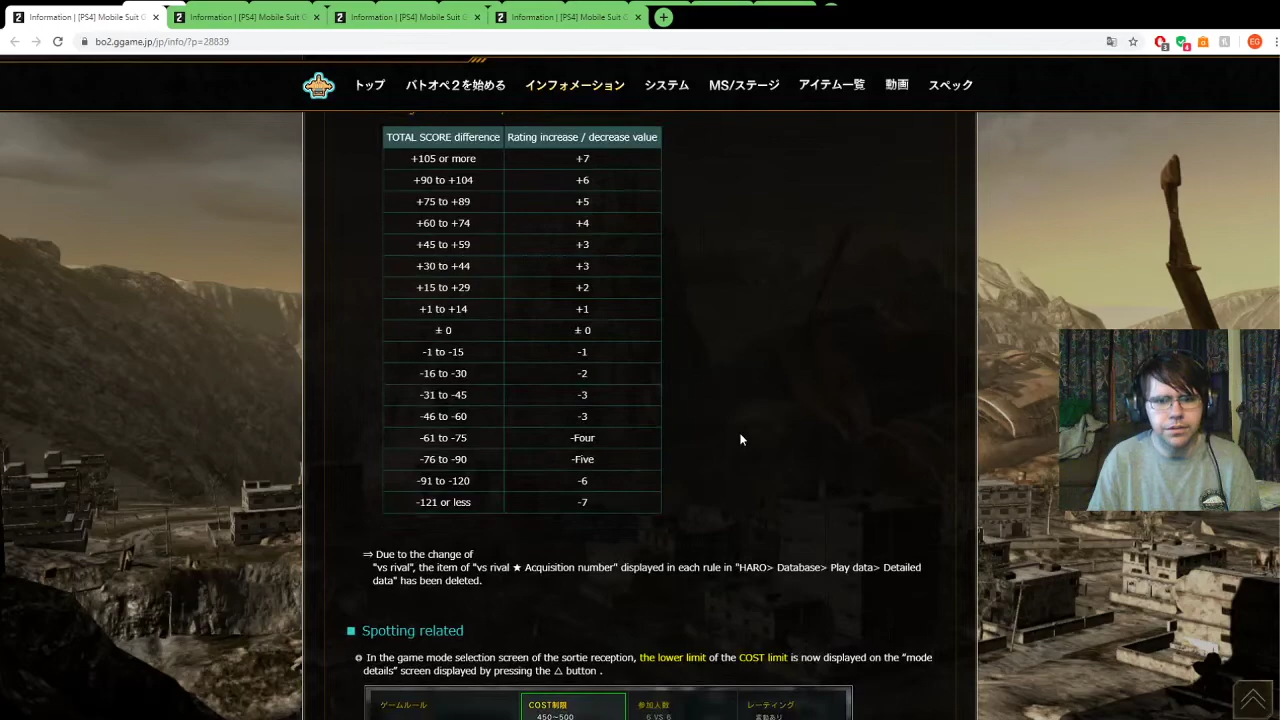 Information | [PS4] Mobile Suit G
Information | [PS4] Mobile Suit G
Information | [PS4] Mobile Suit G
Information | [PS4] Mobile Suit G
bo2.ggame.jp/jp/info/?p=28839
EG
トップ バトオペ2を始める インフォメーション システム MS/ステージ アイテム一覧 動画 スペック
TOTAL SCORE difference Rating increase / decrease value
+105 or more +7
+90 to +104 +6
+75 to +89 +5
+60 to +74 +4
+45 to +59 +3
+30 to +44 +3
+15 to +29 +2
+1 to +14 +1
± 0 ± 0
-1 to -15 -1
-16 to -30 -2
-31 to -45 -3
-46 to -60 -3
-61 to -75 -Four
-76 to -90 -Five
-91 to -120 -6
-121 or less -7
⇒ Due to the change of
"vs rival", the item of "vs rival ★ Acquisition number" displayed in each rule in "HARO> Database> Play data> Detailed
data" has been deleted.
■ Spotting related
In the game mode selection screen of the sortie reception, the lower limit of the COST limit is now displayed on the "mode
details" screen displayed by pressing the △ button .
ゲームルール COST制限 参加人数 レーティング
450～500 6 VS 6 変動あり